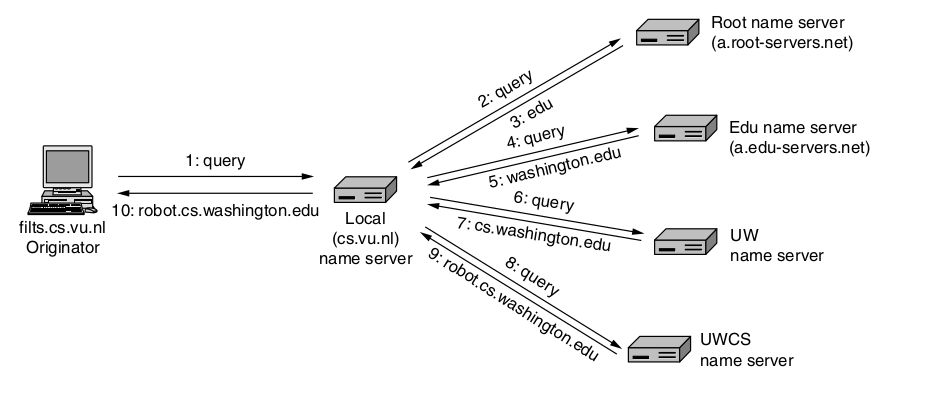 Root name server
(a.root-servers.net)
2: query
3: edu
Edu name server
(a.edu-servers.net)
4: query
5: washington.edu
1: query
10: robot.cs.washington.edu
filts.cs.vu.nl
Originator
Local
(cs.vu.nl)
name server
6: query
7: cs.washington.edu
UW
name server
8: query
9: robot.cs.washington.edu
UWCS
name server